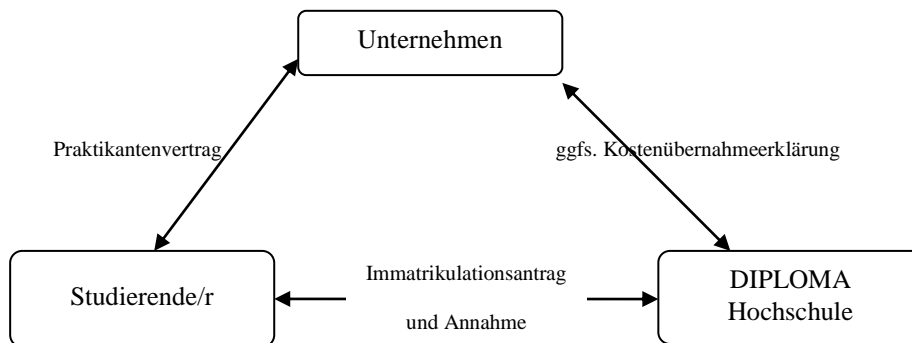 Unternehmen
Praktikantenvertrag
ggfs. Kostenübernahmeerklärung
Studierende/r
Immatrikulationsantrag
und Annahme
DIPLOMA
Hochschule